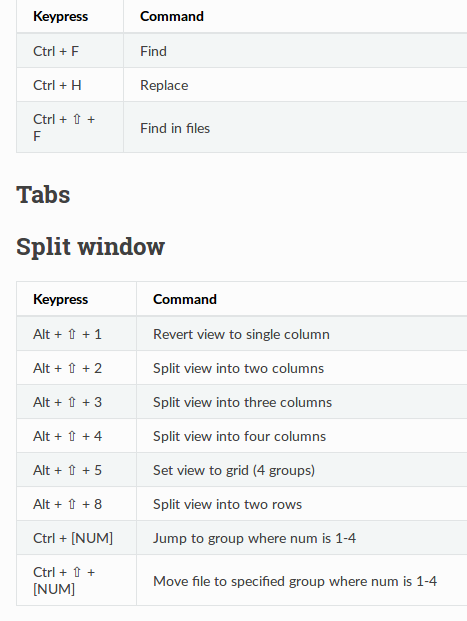 Keypress Command
Ctrl + F Find
Ctrl + H Replace
Ctrl + ⇧ +
F
Find in files
Tabs
Split window
Keypress Command
Alt + ⇧ + 1 Revert view to single column
Alt + ⇧ + 2 Split view into two columns
Alt + ⇧ + 3 Split view into three columns
Alt + ⇧ + 4 Split view into four columns
Alt + ⇧ + 5 Set view to grid (4 groups)
Alt + ⇧ + 8 Split view into two rows
Ctrl + [NUM] Jump to group where num is 1-4
Ctrl + ⇧ +
[NUM]
Move file to specified group where num is 1-4